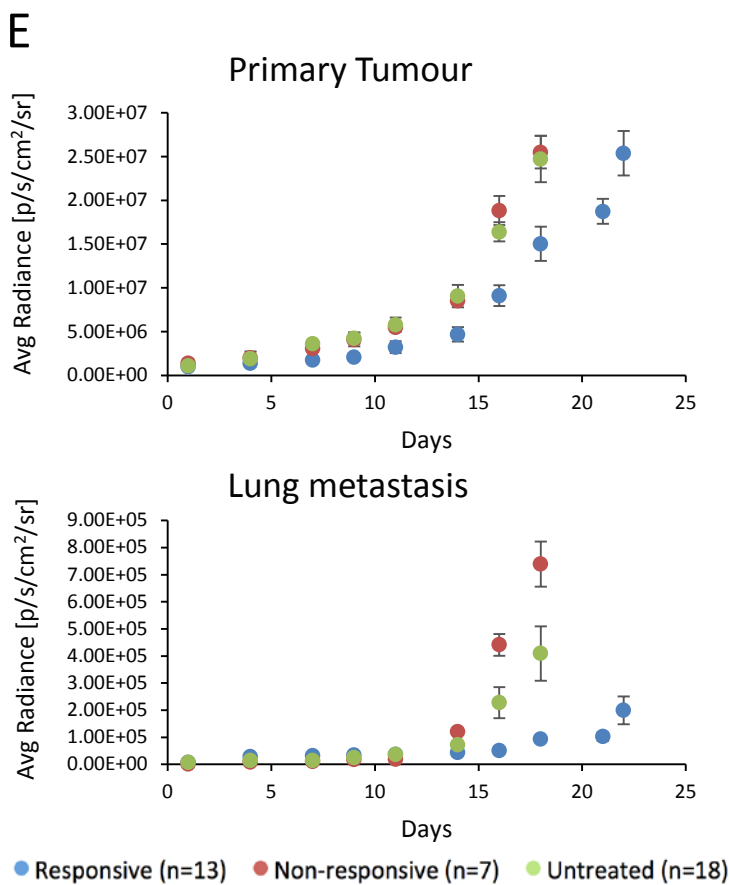 E
Primary Tumour
Avg Radiance [p/s/cm²/sr]
3.00E+07
2.50E+07
2.00E+07
1.50E+07
1.00E+07
5.00E+06
0.00E+00
0 5 10 15 20 25
Days
Lung metastasis
Avg Radiance [p/s/cm²/sr]
9.00E+05
8.00E+05
7.00E+05
6.00E+05
5.00E+05
4.00E+05
3.00E+05
2.00E+05
1.00E+05
0.00E+00
0 5 10 15 20 25
Days
Responsive (n=13) Non-responsive (n=7) Untreated (n=18)